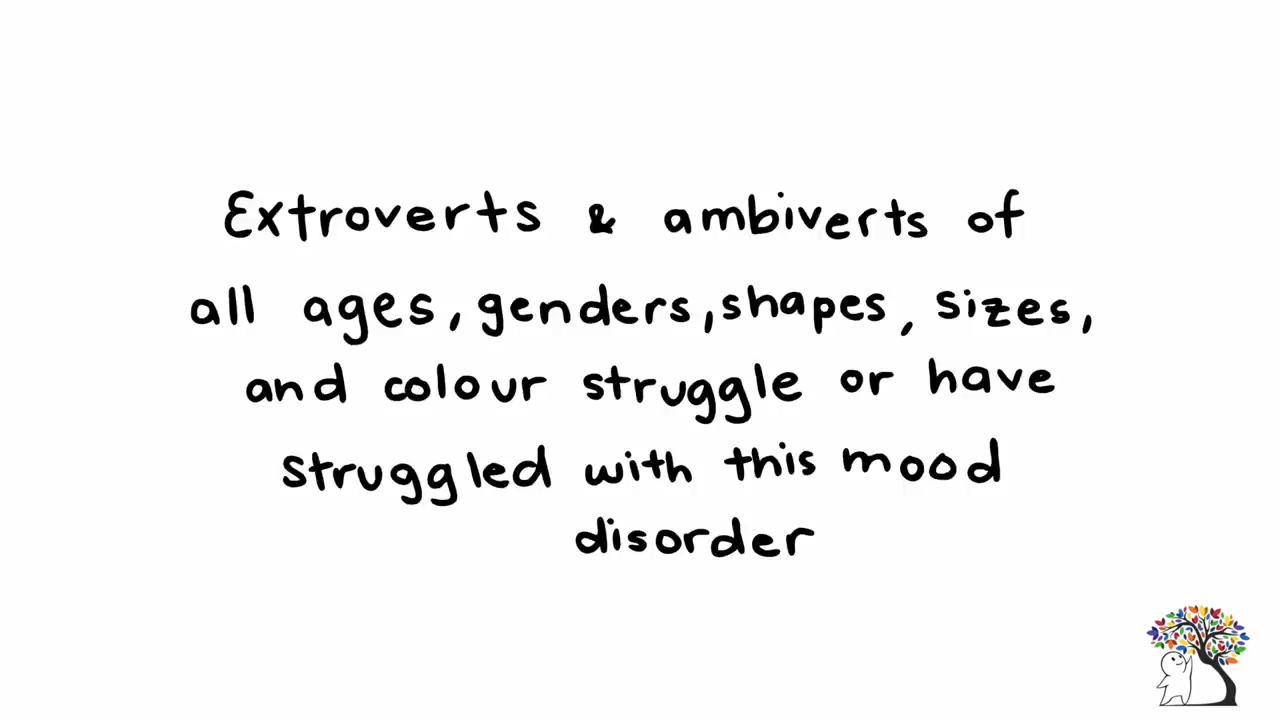 Extroverts & ambiverts of
all ages, genders, shapes, sizes,
and colour struggle or have
struggled with this mood
disorder